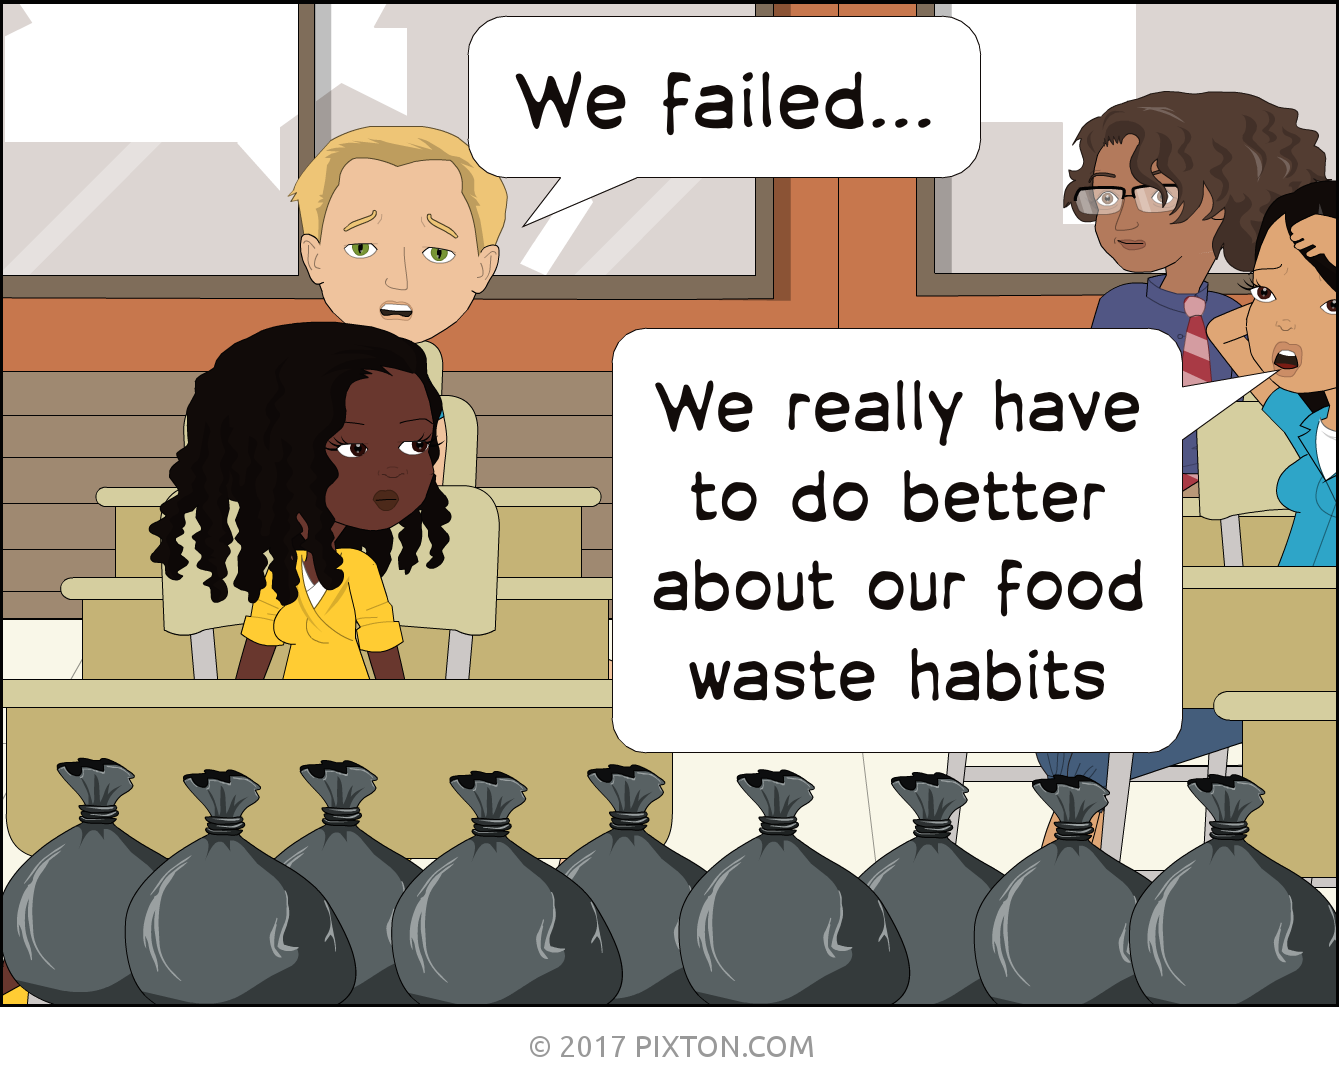 We failed...
We really have
to do better
about our food
waste habits
© 2017 PIXTON.COM